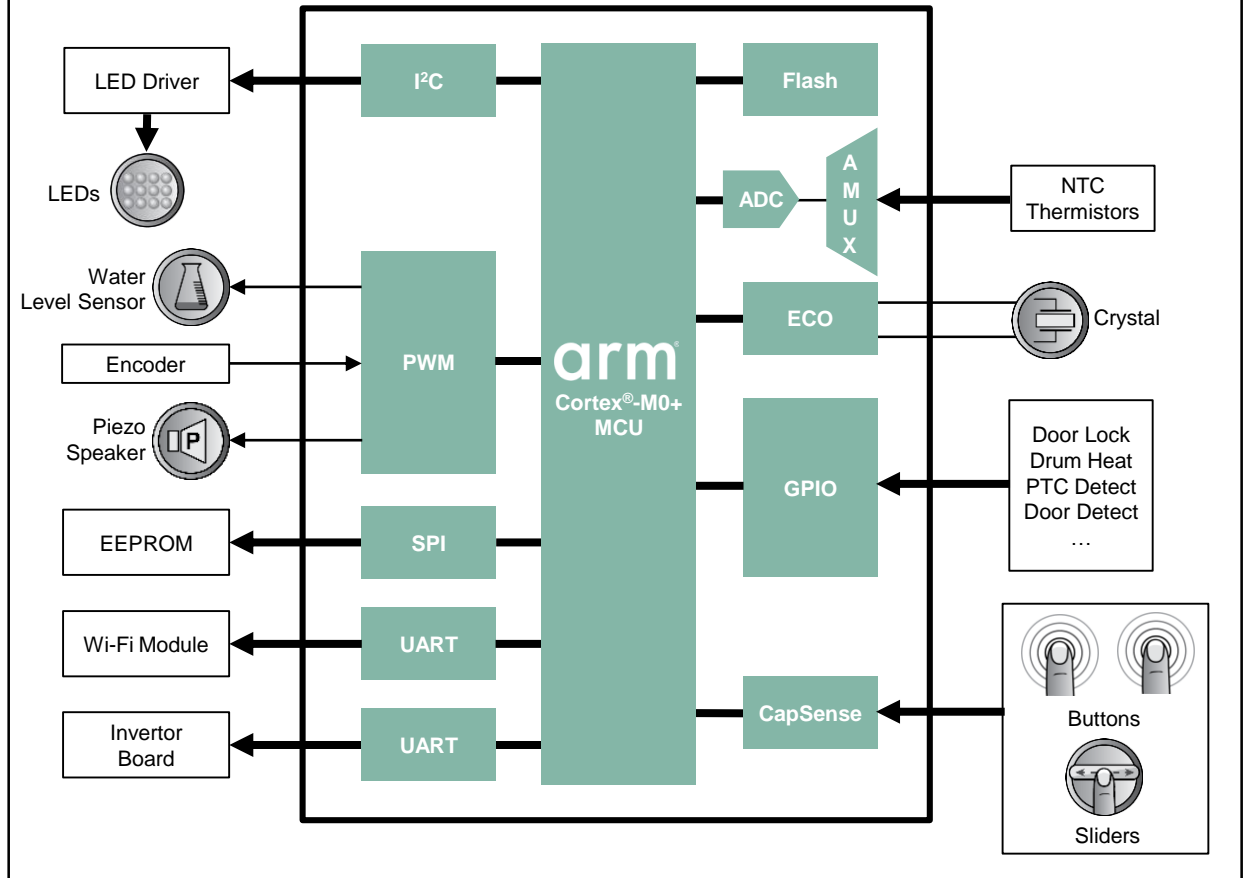 LED Driver
I²C
Flash
LEDs
A
M
U
X
ADC
NTC
Thermistors
Water
Level Sensor
ECO
Crystal
Encoder
PWM
arm
Cortex®-M0+
MCU
Piezo
Speaker
P
GPIO
Door Lock
Drum Heat
PTC Detect
Door Detect
…
EEPROM
SPI
Wi-Fi Module
UART
CapSense
Buttons
Invertor
Board
UART
Sliders